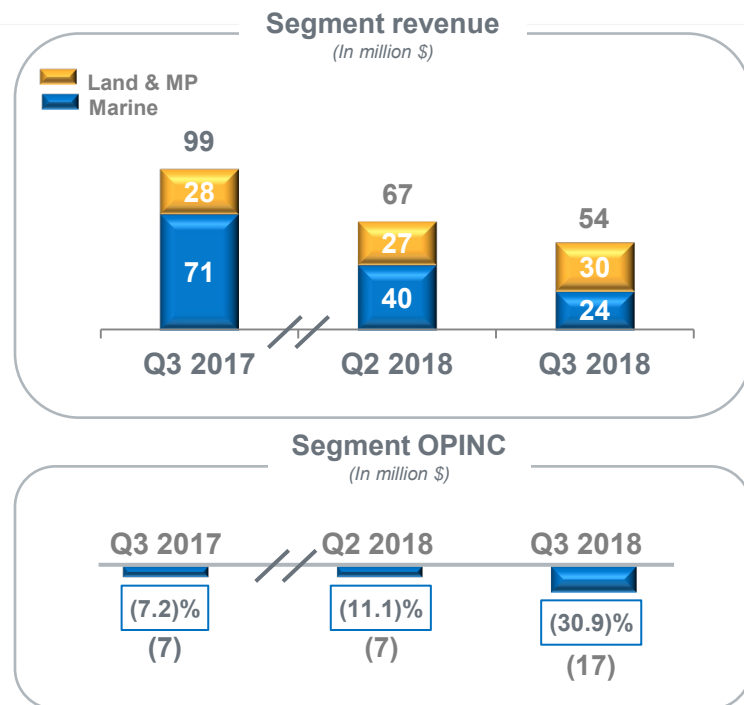 Segment revenue
(In million $)
Land & MP
Marine
99
28
71
67
27
40
54
30
24
Q3 2017
Q2 2018
Q3 2018
Segment OPINC
(In million $)
Q3 2017
Q2 2018
Q3 2018
(7.2)%
(11.1)%
(30.9)%
(7)
(7)
(17)